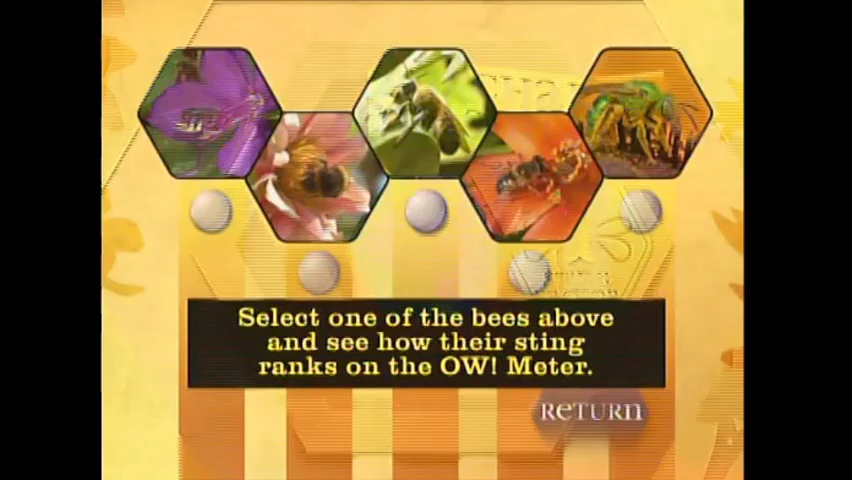 Select one of the bees above
and see how their sting
ranks on the OW! Meter.
RETURN